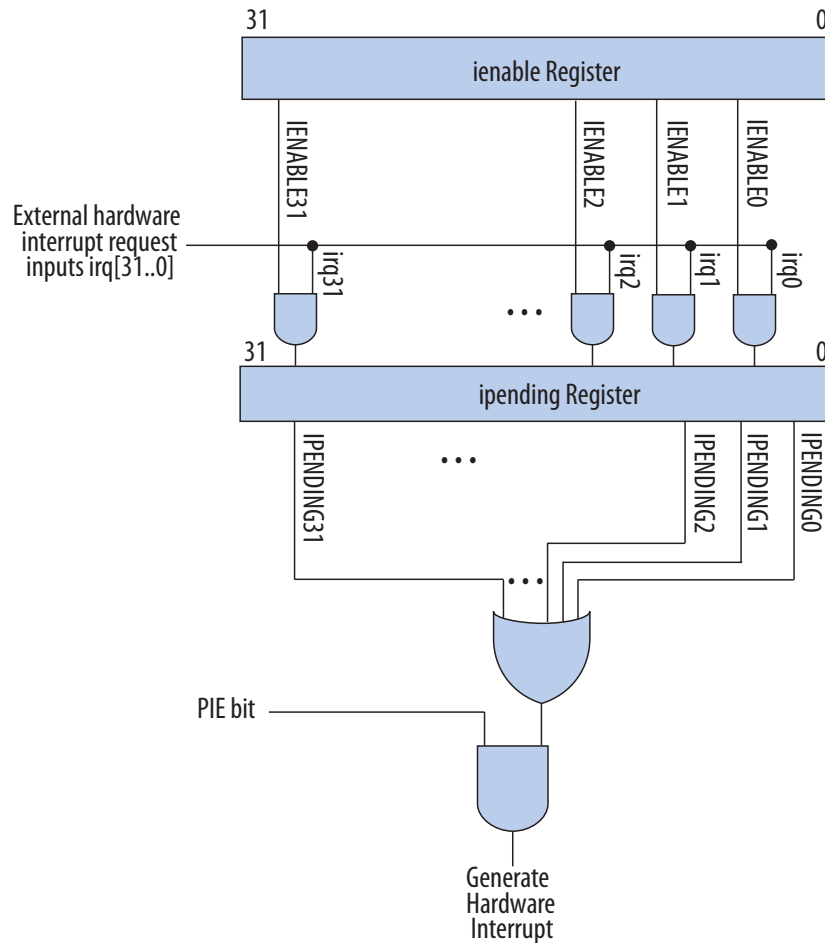 31 0
ienable Register
IENABLE31
IENABLE2
IENABLE1
IENABLE0
External hardware
interrupt request
inputs irq[31..0]
irq31
irq2
irq1
irq0
...
31 0
ipending Register
IPENDING31
...
IPENDING2
IPENDING1
IPENDING0
...
PIE bit
Generate
Hardware
Interrupt